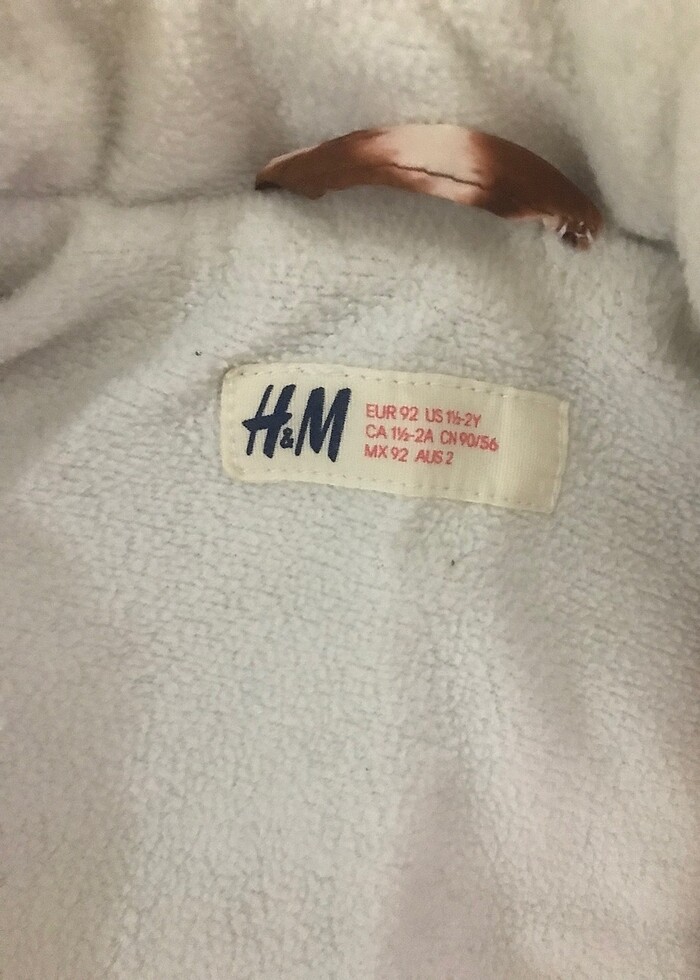 H&M
EUR 92 US 1½-2Y
CA 1½-2A CN 90/56
MX 92 AUS 2